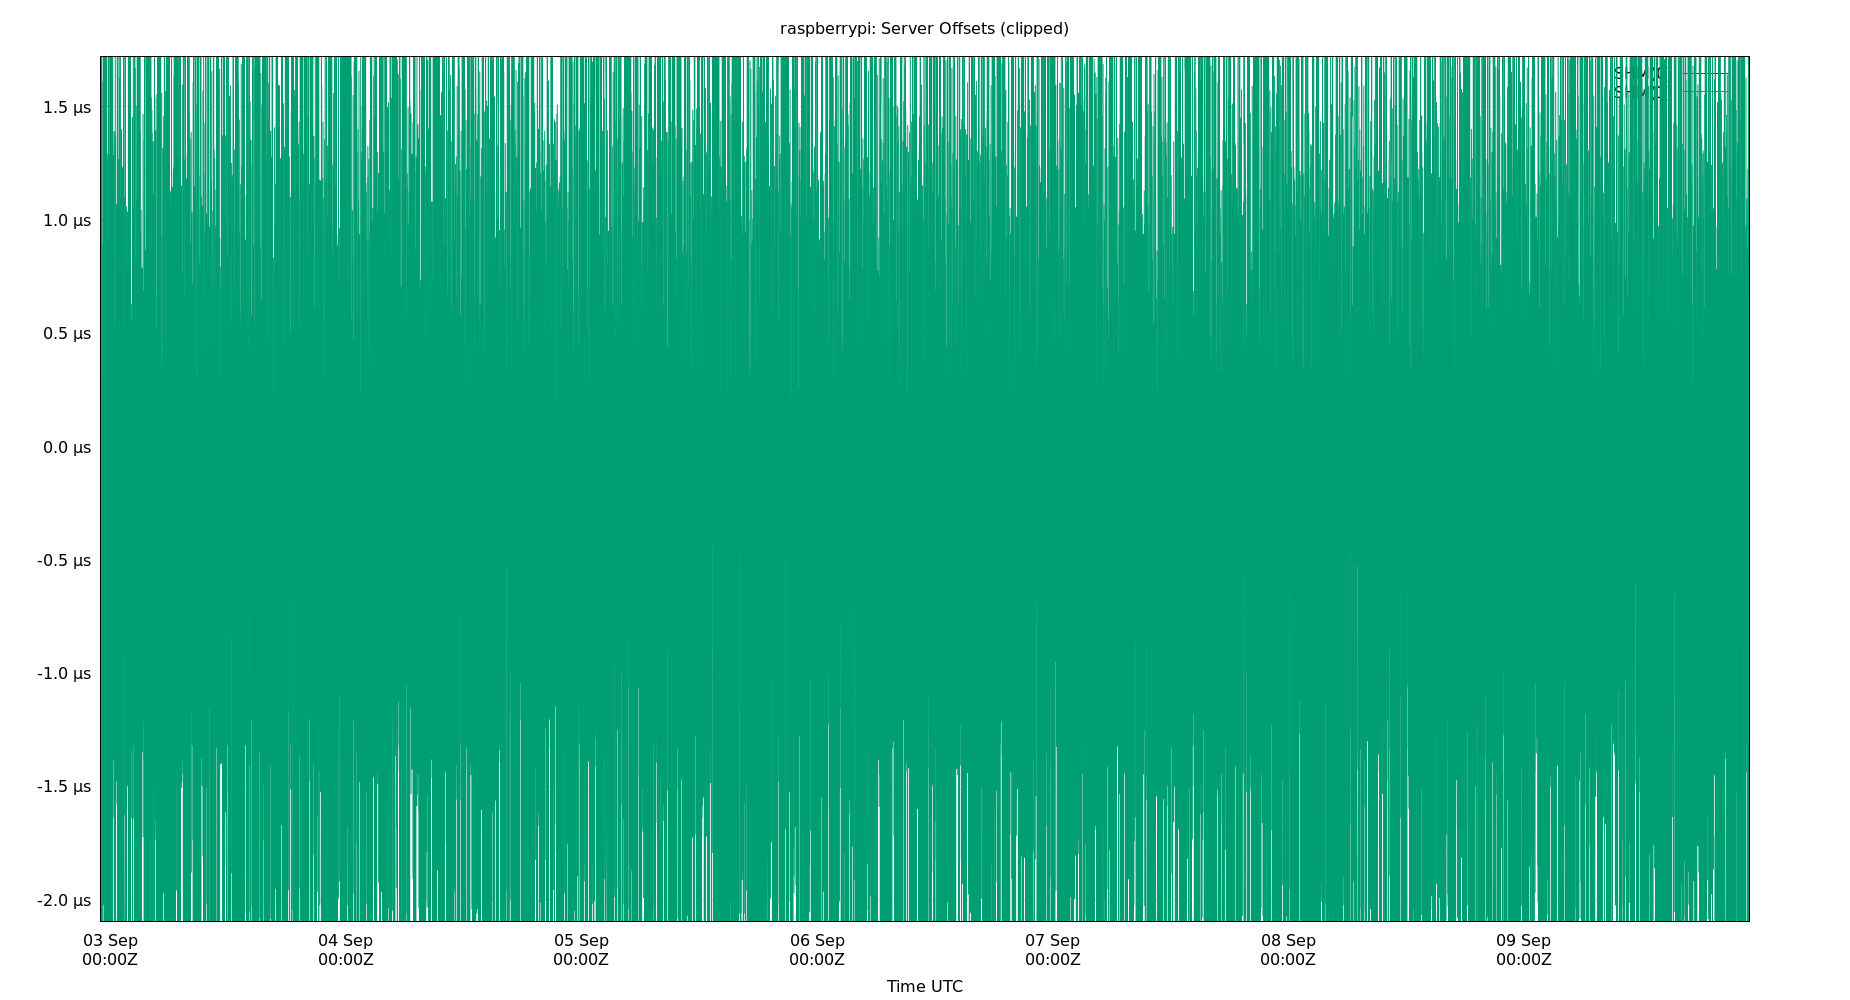 raspberrypi: Server Offsets (clipped)
1.5 µs
1.0 µs
0.5 µs
0.0 µs
-0.5 µs
-1.0 µs
-1.5 µs
-2.0 µs
03 Sep 04 Sep 05 Sep 06 Sep 07 Sep 08 Sep 09 Sep
00:00Z 00:00Z 00:00Z 00:00Z 00:00Z 00:00Z 00:00Z
Time UTC